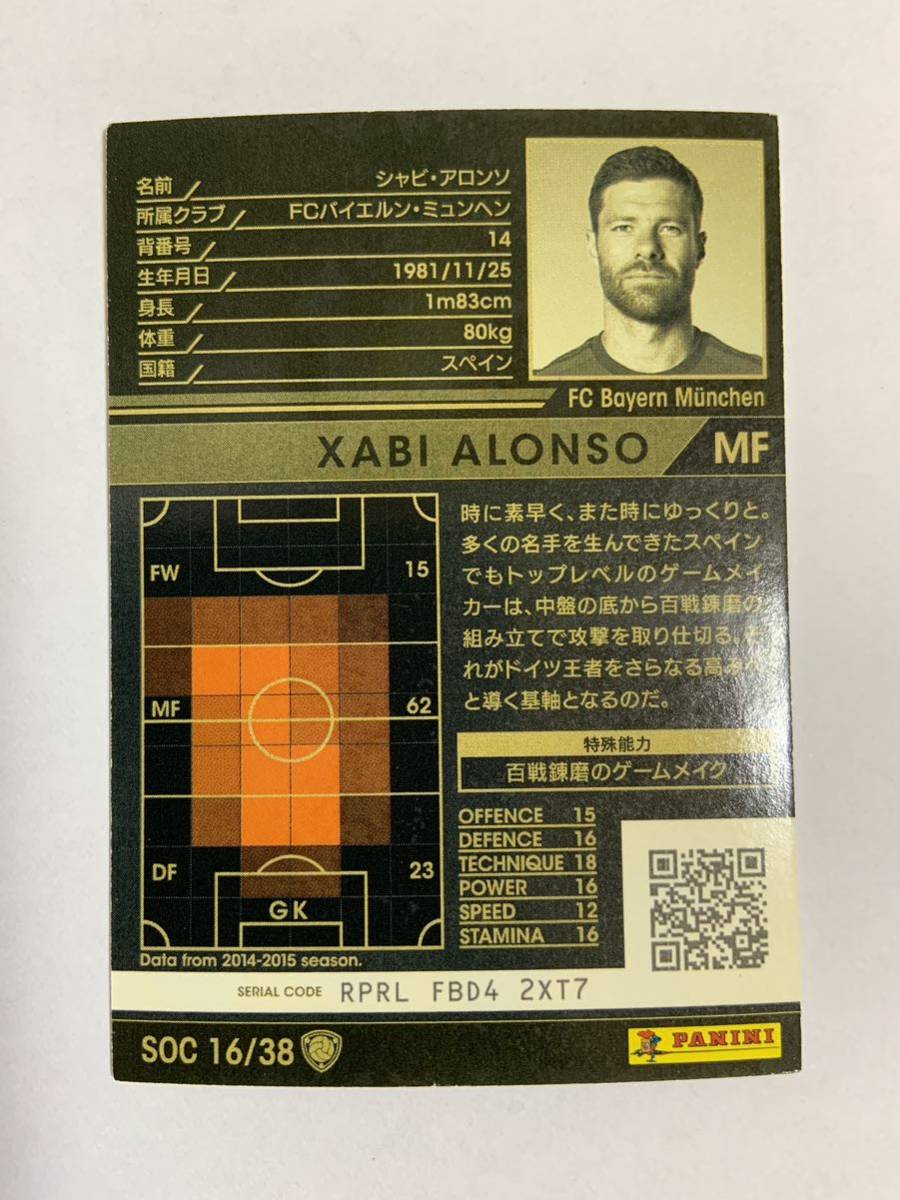 名前 シャビ・アロンソ
所属クラブ FCバイエルン・ミュンヘン
背番号 14
生年月日 1981/11/25
身長 1m83cm
体重 80kg
国籍 スペイン
FC Bayern München
XABI ALONSO MF
FW 15
MF 62
DF 23
GK
Data from 2014-2015 season.
時に素早く、また時にゆっくりと。
多くの名手を生んできたスペイン
でもトップレベルのゲームメイ
カーは、中盤の底から百戦錬磨の
組み立てで攻撃を取り仕切る。そ
れがドイツ王者をさらなる高みへ
と導く基軸となるのだ。
特殊能力
百戦錬磨のゲームメイク
OFFENCE 15
DEFENCE 16
TECHNIQUE 18
POWER 16
SPEED 12
STAMINA 16
SERIAL CODE RPRL FBD4 2XT7
SOC 16/38
PANINI